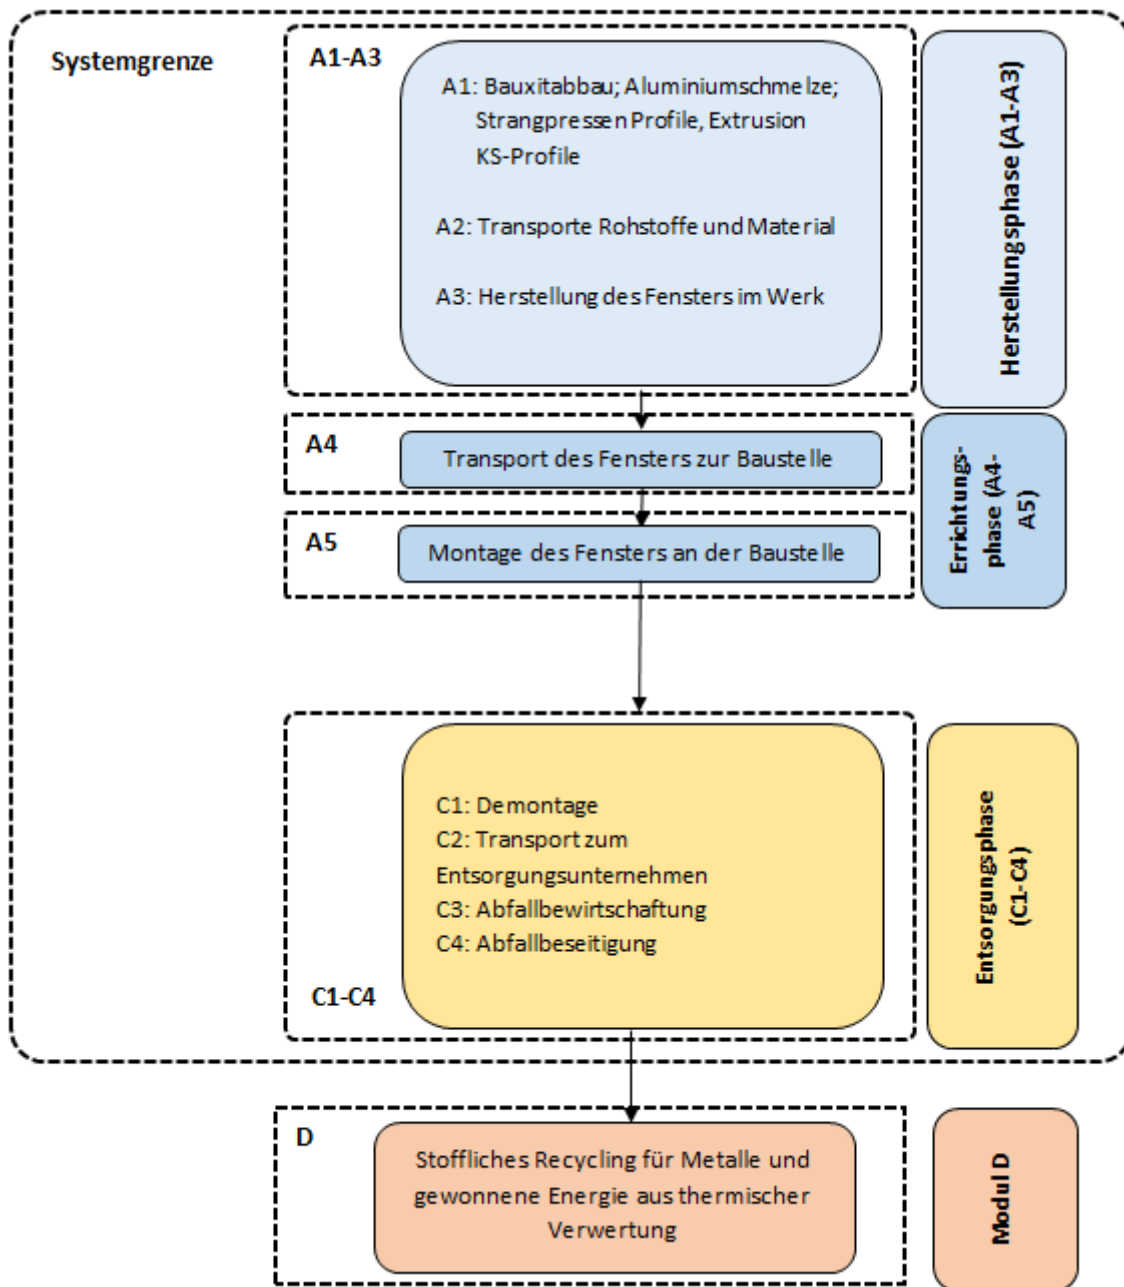 Systemgrenze
A1-A3
A1: Bauxitabbau; Aluminiumschmelze;
Strangpressen Profile, Extrusion
KS-Profile
A2: Transporte Rohstoffe und Material
A3: Herstellung des Fensters im Werk
Herstellungsphase (A1-A3)
A4
Transport des Fensters zur Baustelle
A5
Montage des Fensters an der Baustelle
Errichtungs-
phase (A4-
A5)
C1: Demontage
C2: Transport zum
Entsorgungsunternehmen
C3: Abfallbewirtschaftung
C4: Abfallbeseitigung
C1-C4
Entsorgungsphase
(C1-C4)
D
Stoffliches Recycling für Metalle und
gewonnene Energie aus thermischer
Verwertung
Modul D